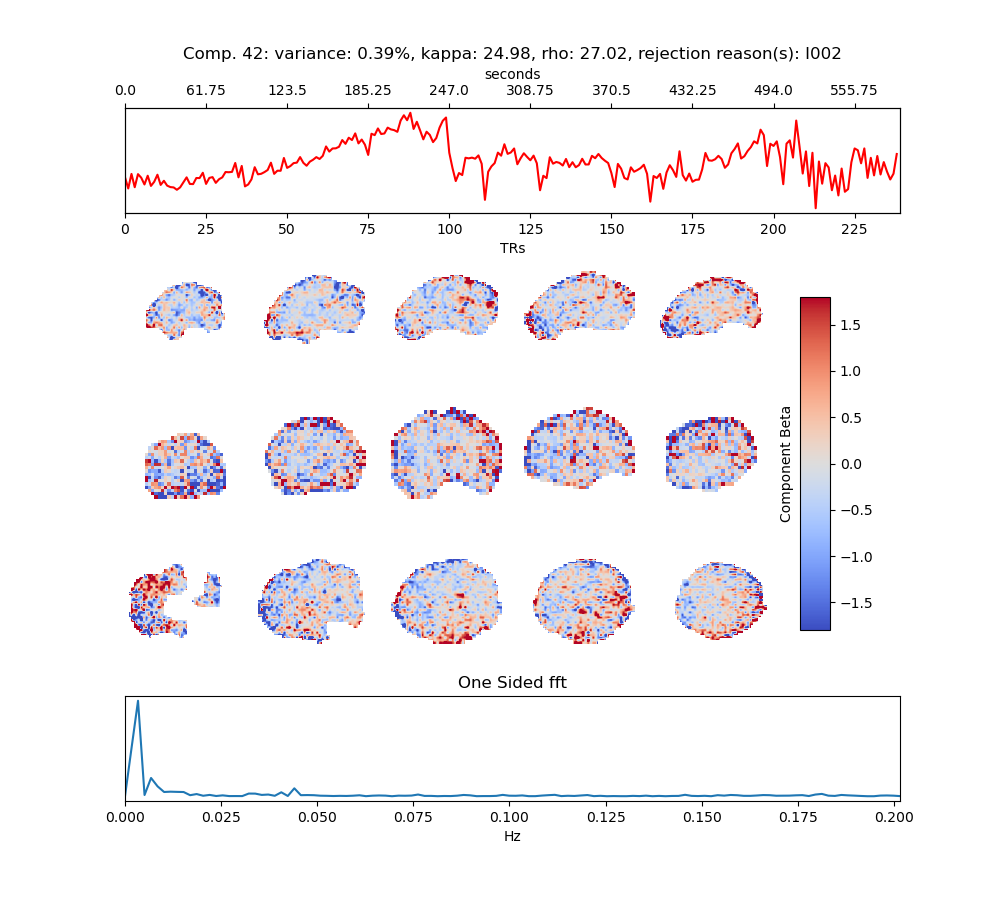 Comp. 42: variance: 0.39%, kappa: 24.98, rho: 27.02, rejection reason(s): I002
seconds
0.0 61.75 123.5 185.25 247.0 308.75 370.5 432.25 494.0 555.75
0 25 50 75 100 125 150 175 200 225
TRs
1.5
1.0
0.5
0.0
−0.5
−1.0
−1.5
Component Beta
One Sided fft
0.000 0.025 0.050 0.075 0.100 0.125 0.150 0.175 0.200
Hz